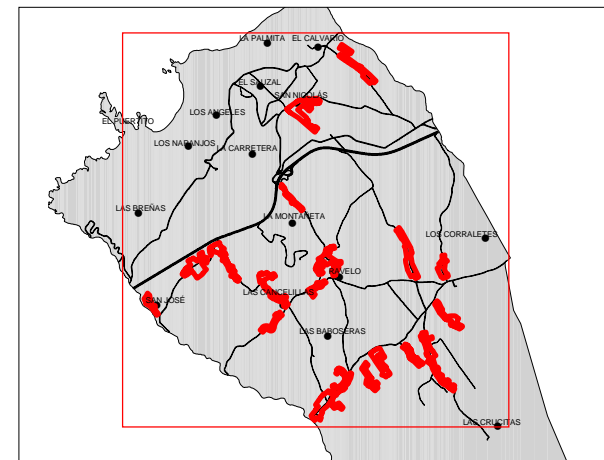 LA PALMITA
EL CALVARIO
EL SAUZAL
SAN NICOLÁS
LOS ANGELES
EL PUERTITO
LOS NARANJOS
LA CARRETERA
LAS BREÑAS
LA MONTAÑETA
LOS CORRALETES
RAVELO
LAS CANCELILLAS
SAN JOSÉ
LAS BABOSERAS
LAS CRUCITAS